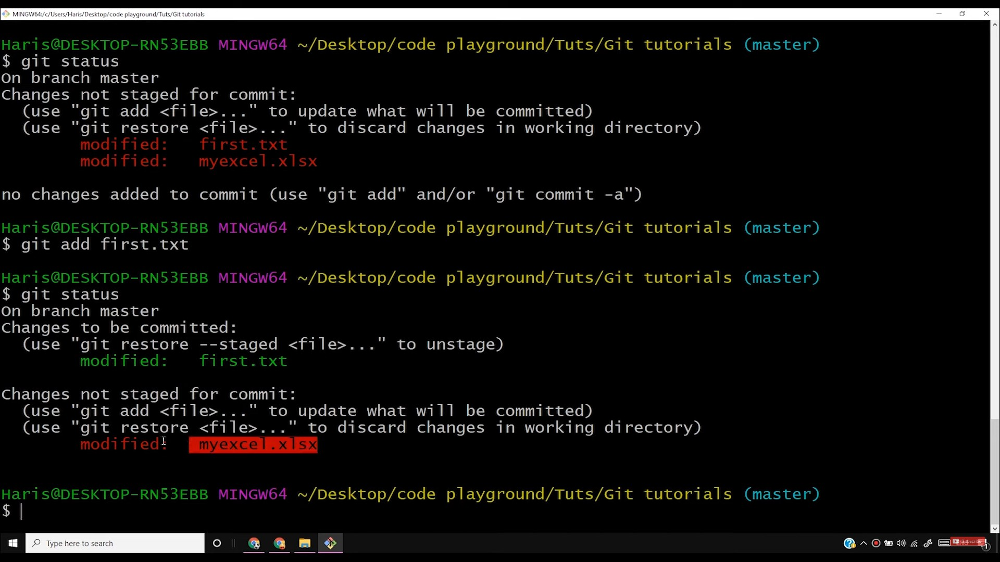 MINGW64:/c/Users/Haris/Desktop/code playground/Tuts/Git tutorials
Haris@DESKTOP-RN53EBB MINGW64 ~/Desktop/code playground/Tuts/Git tutorials (master)
$ git status
On branch master
Changes not staged for commit:
  (use "git add <file>..." to update what will be committed)
  (use "git restore <file>..." to discard changes in working directory)
        modified:   first.txt
        modified:   myexcel.xlsx
no changes added to commit (use "git add" and/or "git commit -a")
Haris@DESKTOP-RN53EBB MINGW64 ~/Desktop/code playground/Tuts/Git tutorials (master)
$ git add first.txt
Haris@DESKTOP-RN53EBB MINGW64 ~/Desktop/code playground/Tuts/Git tutorials (master)
$ git status
On branch master
Changes to be committed:
  (use "git restore --staged <file>..." to unstage)
        modified:   first.txt
Changes not staged for commit:
  (use "git add <file>..." to update what will be committed)
  (use "git restore <file>..." to discard changes in working directory)
        modified:   myexcel.xlsx
Haris@DESKTOP-RN53EBB MINGW64 ~/Desktop/code playground/Tuts/Git tutorials (master)
$
Type here to search
Subscribe
1